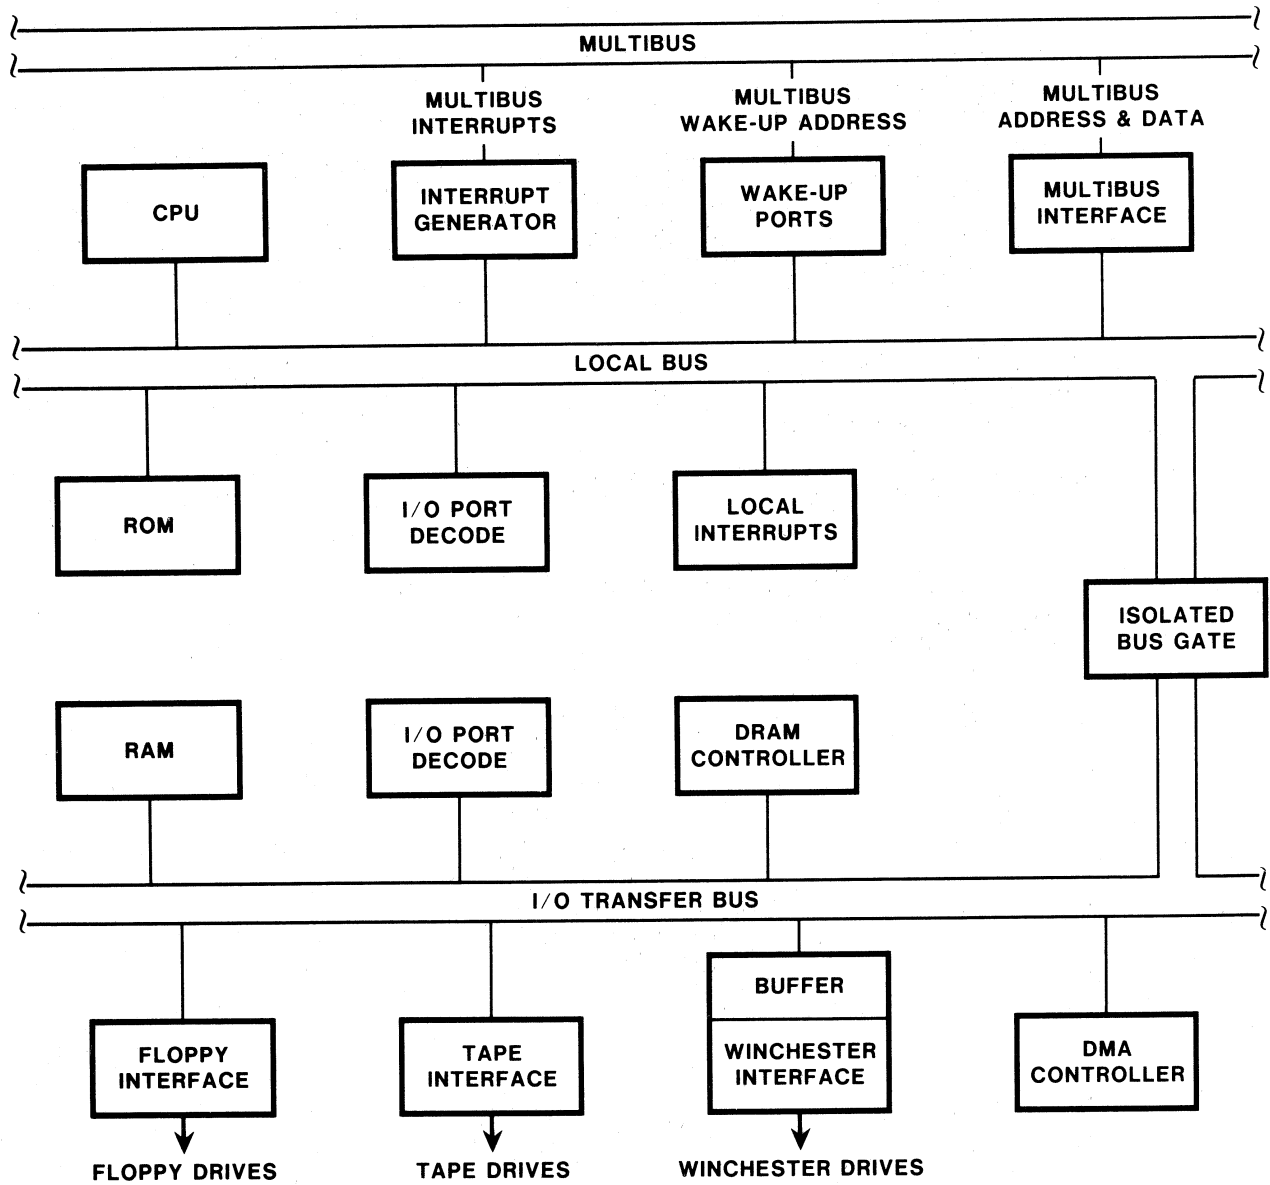 MULTIBUS
MULTIBUS
INTERRUPTS
MULTIBUS
WAKE-UP ADDRESS
MULTIBUS
ADDRESS & DATA
CPU
INTERRUPT
GENERATOR
WAKE-UP
PORTS
MULTIBUS
INTERFACE
LOCAL BUS
ROM
I/O PORT
DECODE
LOCAL
INTERRUPTS
ISOLATED
BUS GATE
RAM
I/O PORT
DECODE
DRAM
CONTROLLER
I/O TRANSFER BUS
BUFFER
FLOPPY
INTERFACE
TAPE
INTERFACE
WINCHESTER
INTERFACE
DMA
CONTROLLER
FLOPPY DRIVES
TAPE DRIVES
WINCHESTER DRIVES